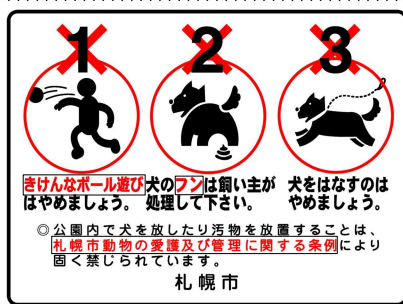 1 2 3
きけんなボール遊び
はやめましょう。
犬のフンは飼い主が
処理して下さい。
犬をはなすのは
やめましょう。
◎公園内で犬を放したり汚物を放置することは、
札幌市動物の愛護及び管理に関する条例により
固く禁じられています。
札幌市